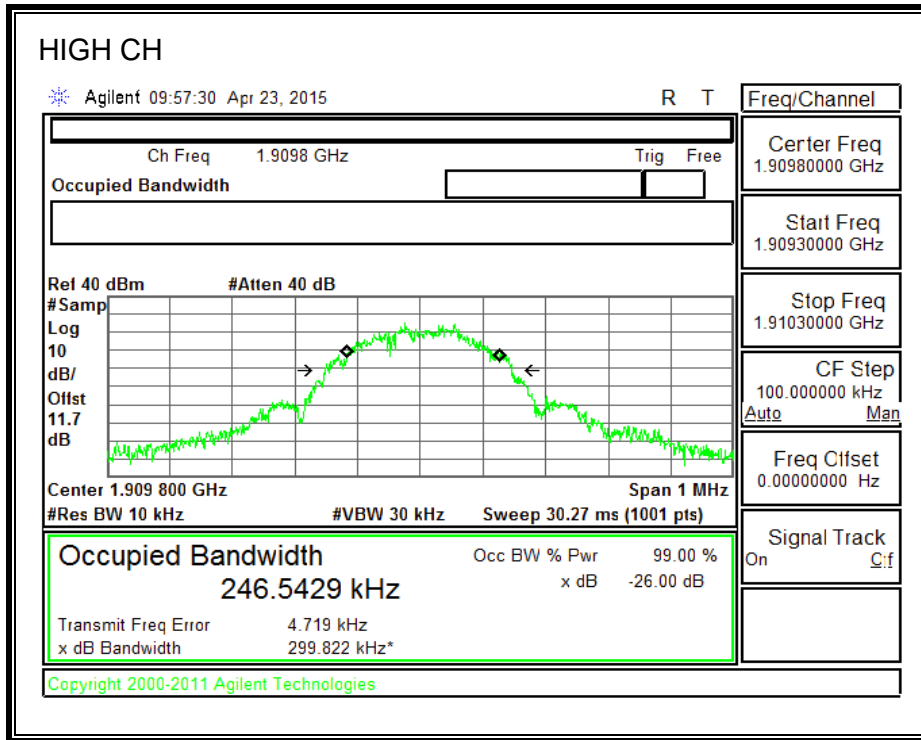 HIGH CH
Agilent 09:57:30 Apr 23, 2015 R T
Freq/Channel
Ch Freq 1.9098 GHz Trig Free
Occupied Bandwidth
Center Freq
1.90980000 GHz
Start Freq
1.90930000 GHz
Stop Freq
1.91030000 GHz
CF Step
100.000000 kHz
Auto Man
Freq Offset
0.00000000 Hz
Signal Track
On Off
Ref 40 dBm #Atten 40 dB
#Samp
Log
10
dB/
Offst
11.7
dB
Center 1.909 800 GHz Span 1 MHz
#Res BW 10 kHz #VBW 30 kHz Sweep 30.27 ms (1001 pts)
Occupied Bandwidth Occ BW % Pwr 99.00 %
246.5429 kHz x dB -26.00 dB
Transmit Freq Error 4.719 kHz
x dB Bandwidth 299.822 kHz*
Copyright 2000-2011 Agilent Technologies